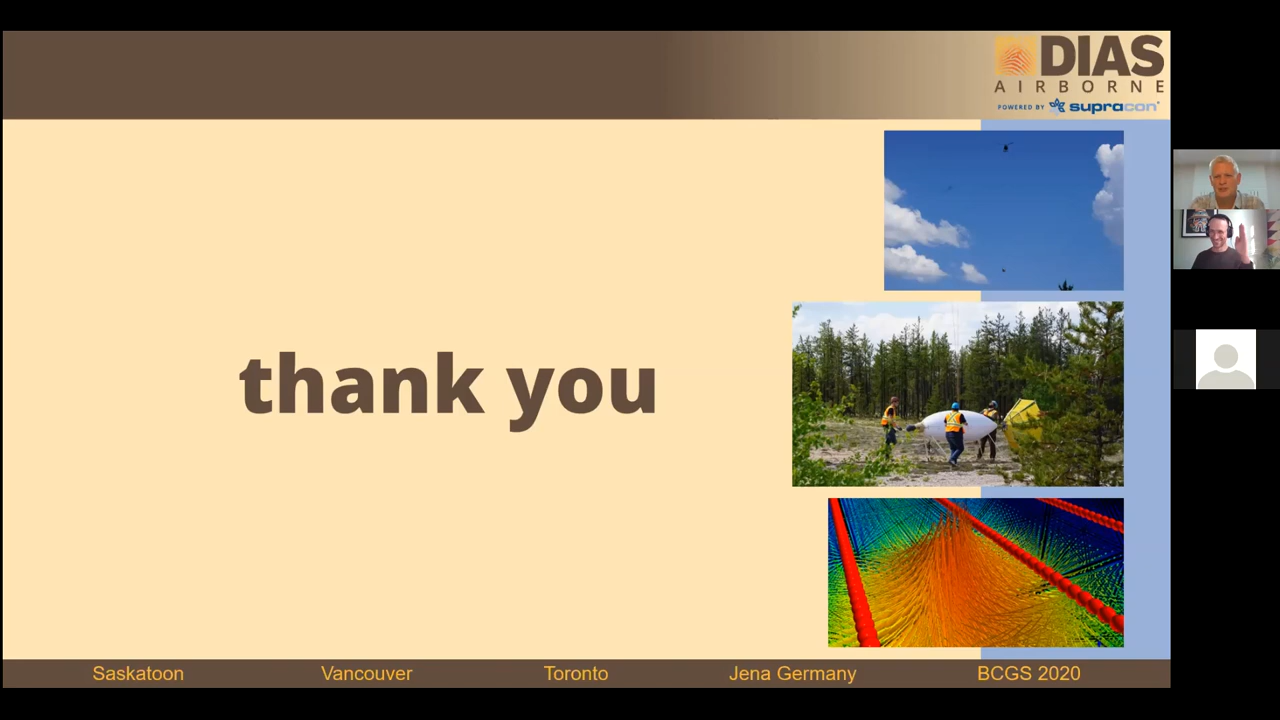 DIAS
AIRBORNE
POWERED BY supracon
thank you
Saskatoon Vancouver Toronto Jena Germany BCGS 2020